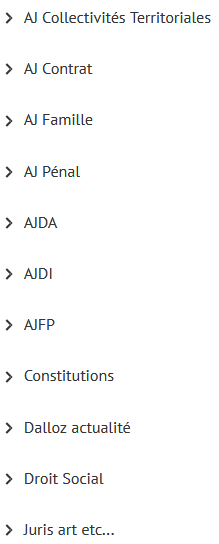 AJ Collectivités Territoriales
AJ Contrat
AJ Famille
AJ Pénal
AJDA
AJDI
AJFP
Constitutions
Dalloz actualité
Droit Social
Juris art etc...